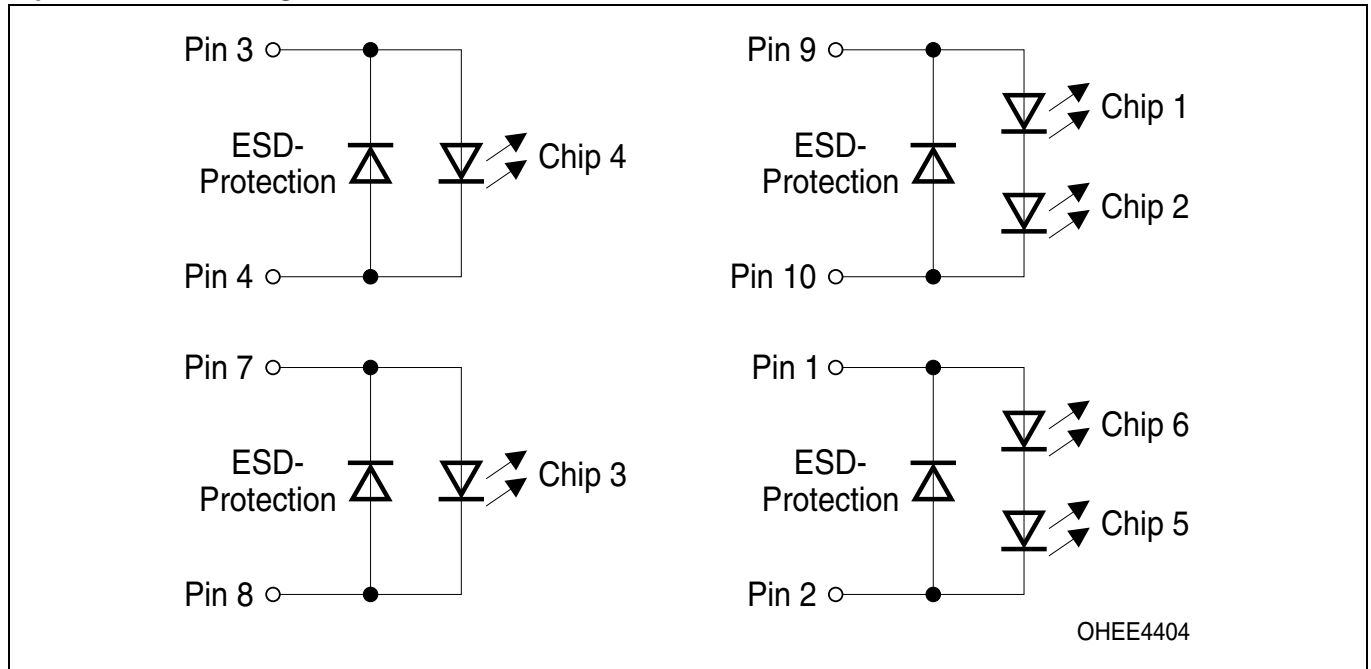 Pin 3
ESD-
Protection
Chip 4
Pin 4
Pin 9
ESD-
Protection
Chip 1
Chip 2
Pin 10
Pin 7
ESD-
Protection
Chip 3
Pin 8
Pin 1
ESD-
Protection
Chip 6
Chip 5
Pin 2
OHEE4404